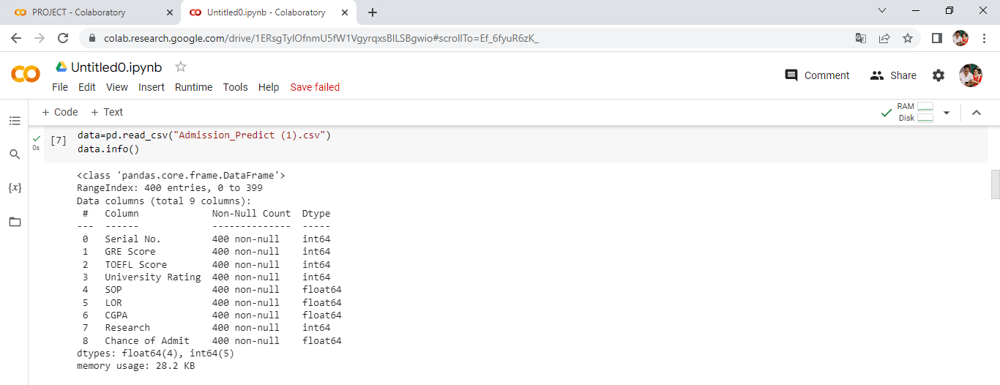 PROJECT - Colaboratory
Untitled0.ipynb - Colaboratory
colab.research.google.com/drive/1ERsgTyIOfnmU5fW1VgyrqxsBILSBgwio#scrollTo=Ef_6fyuR6zK_
Untitled0.ipynb
File Edit View Insert Runtime Tools Help Save failed
Comment Share
+ Code + Text
RAM
Disk
[7] data=pd.read_csv("Admission_Predict (1).csv")
0s
data.info()
{x}
<class 'pandas.core.frame.DataFrame'>
RangeIndex: 400 entries, 0 to 399
Data columns (total 9 columns):
 #   Column             Non-Null Count  Dtype
---  ------             --------------  -----
 0   Serial No.         400 non-null    int64
 1   GRE Score          400 non-null    int64
 2   TOEFL Score        400 non-null    int64
 3   University Rating  400 non-null    int64
 4   SOP                400 non-null    float64
 5   LOR                400 non-null    float64
 6   CGPA               400 non-null    float64
 7   Research           400 non-null    int64
 8   Chance of Admit    400 non-null    float64
dtypes: float64(4), int64(5)
memory usage: 28.2 KB